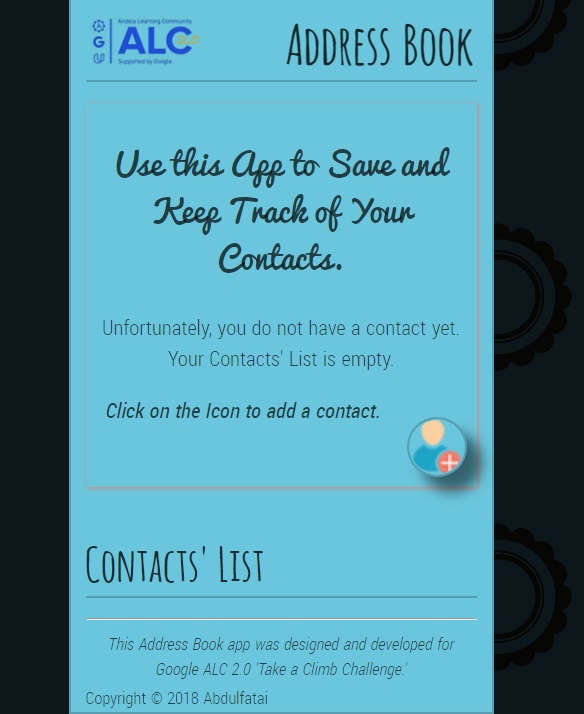 Andela Learning Community
ALC 2.0
Supported by Google.
Address Book
Use this App to Save and
Keep Track of Your
Contacts.
Unfortunately, you do not have a contact yet.
Your Contacts' List is empty.
Click on the Icon to add a contact.
Contacts' List
This Address Book app was designed and developed for
Google ALC 2.0 'Take a Climb Challenge.'
Copyright © 2018 Abdulfatai